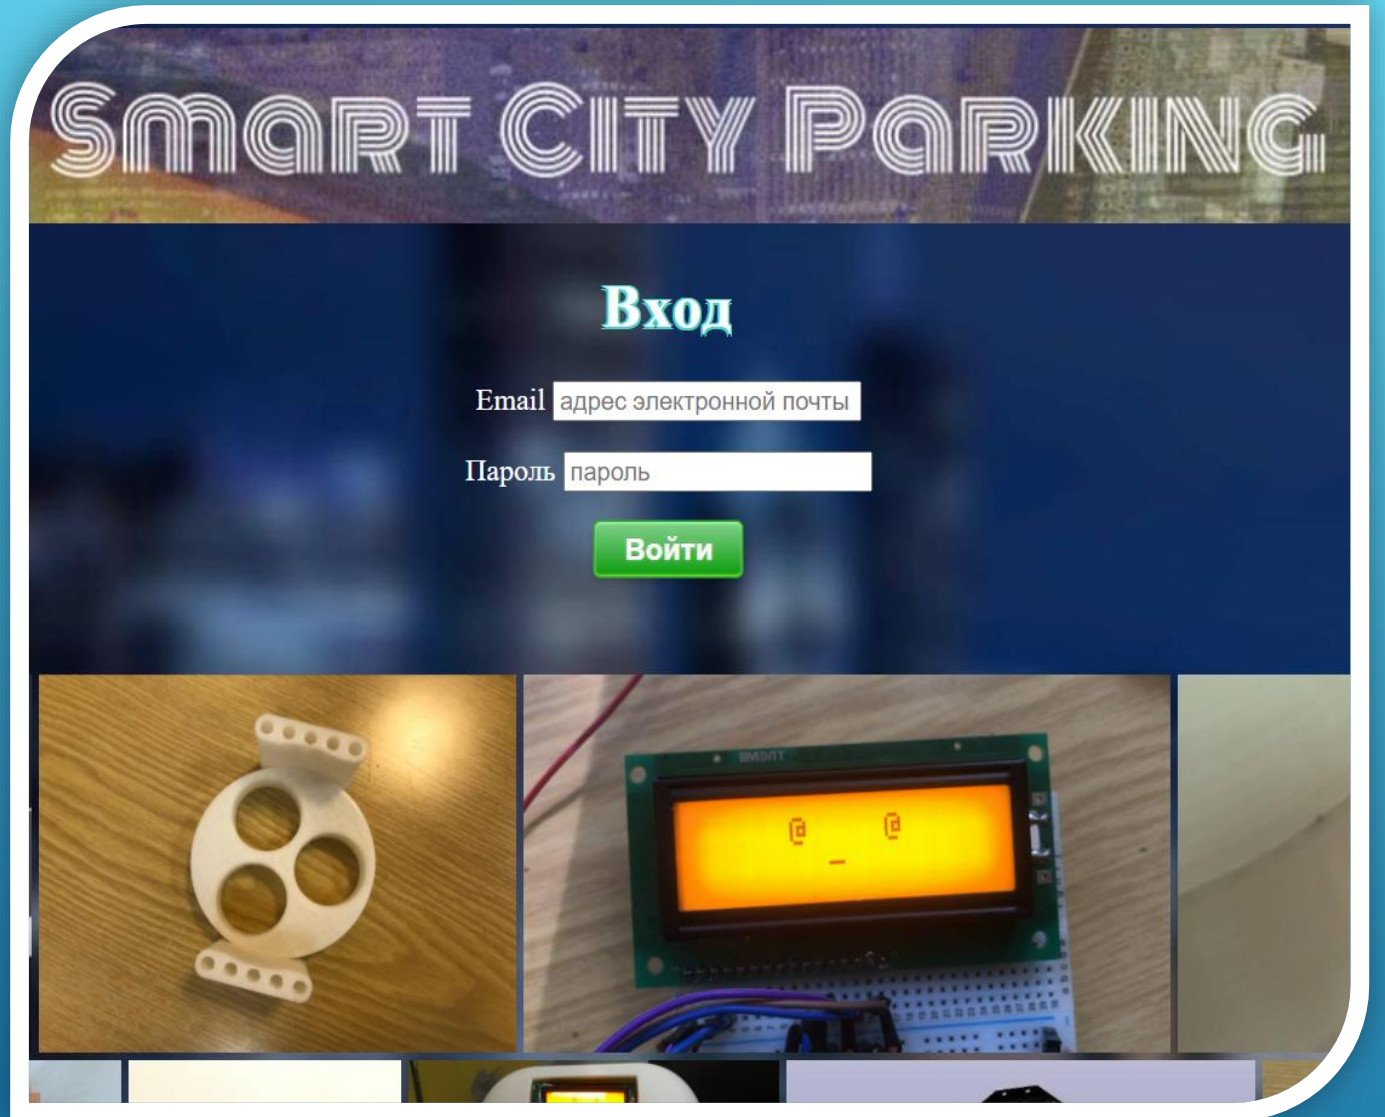 Smart City Parking
Вход
Email адрес электронной почты
Пароль пароль
Войти
@ @
_